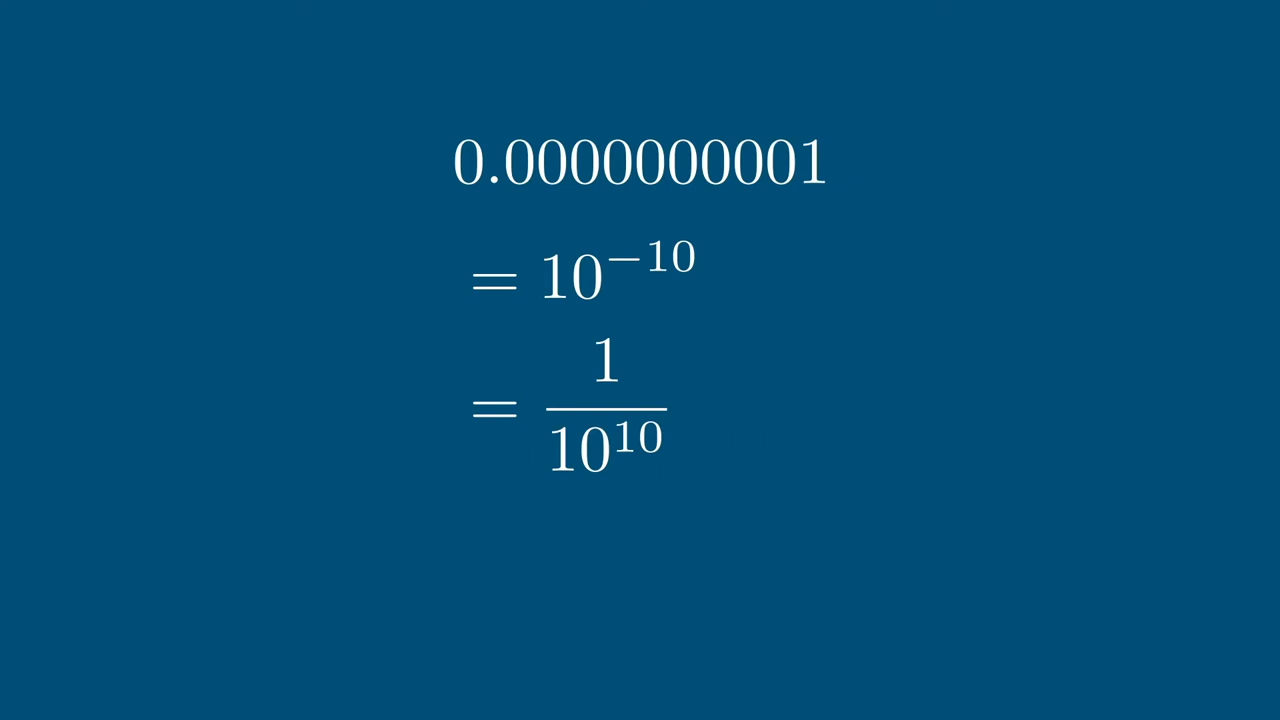 0.0000000001
= 10⁻¹⁰
= 1/10¹⁰